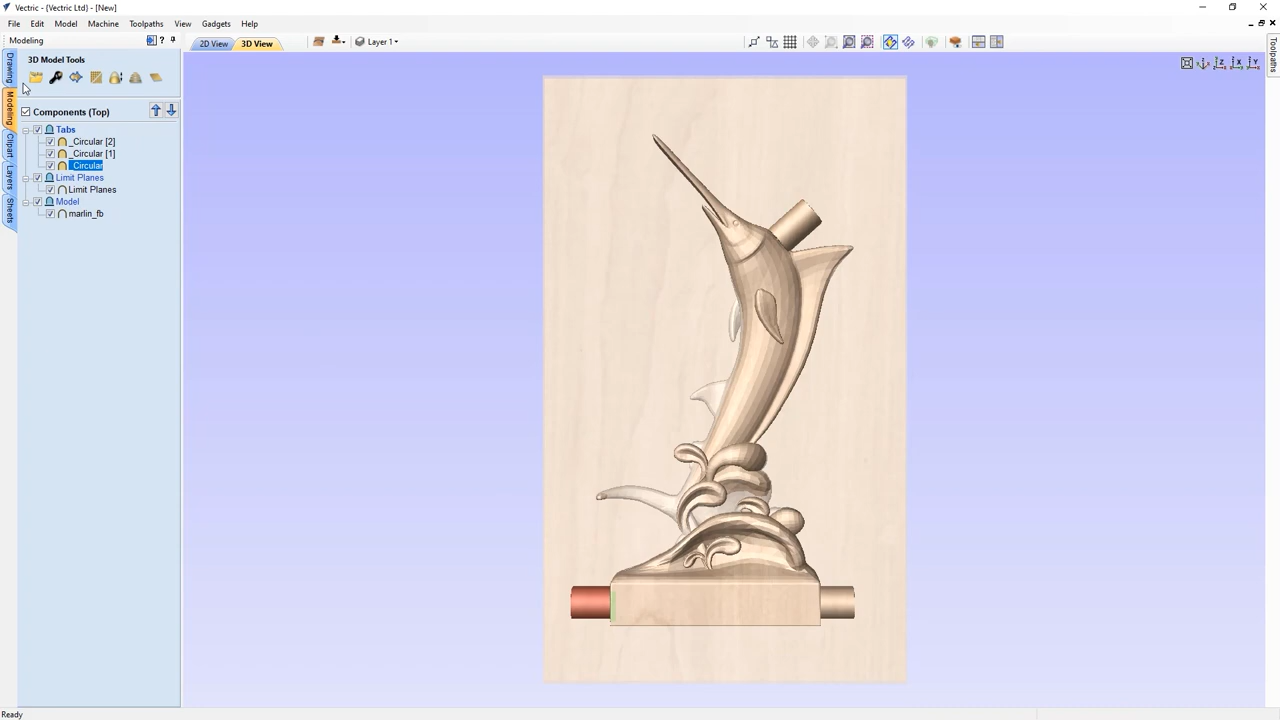 Vectric - {Vectric Ltd} - [New]
File Edit Model Machine Toolpaths View Gadgets Help
Modeling ?
2D View 3D View Layer 1
3D Model Tools
Components (Top)
Tabs
_Circular [2]
_Circular [1]
_Circular
Limit Planes
Limit Planes
Model
marlin_fb
Drawing
Modeling
Clipart
Layers
Sheets
Toolpaths
Ready